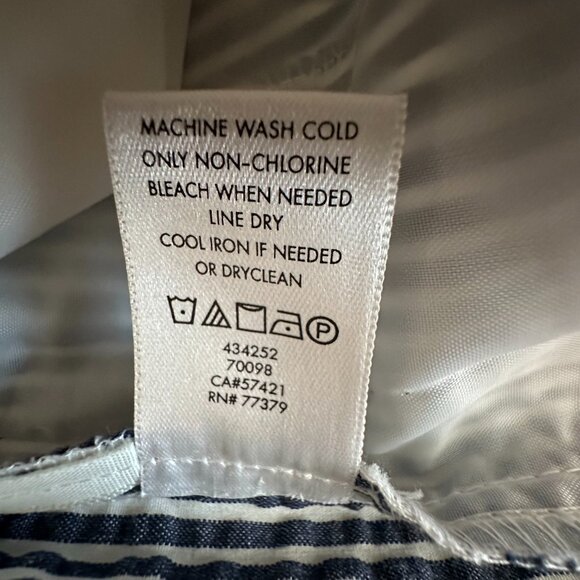 MACHINE WASH COLD
ONLY NON-CHLORINE
BLEACH WHEN NEEDED
LINE DRY
COOL IRON IF NEEDED
OR DRYCLEAN
P
434252
70098
CA#57421
RN# 77379